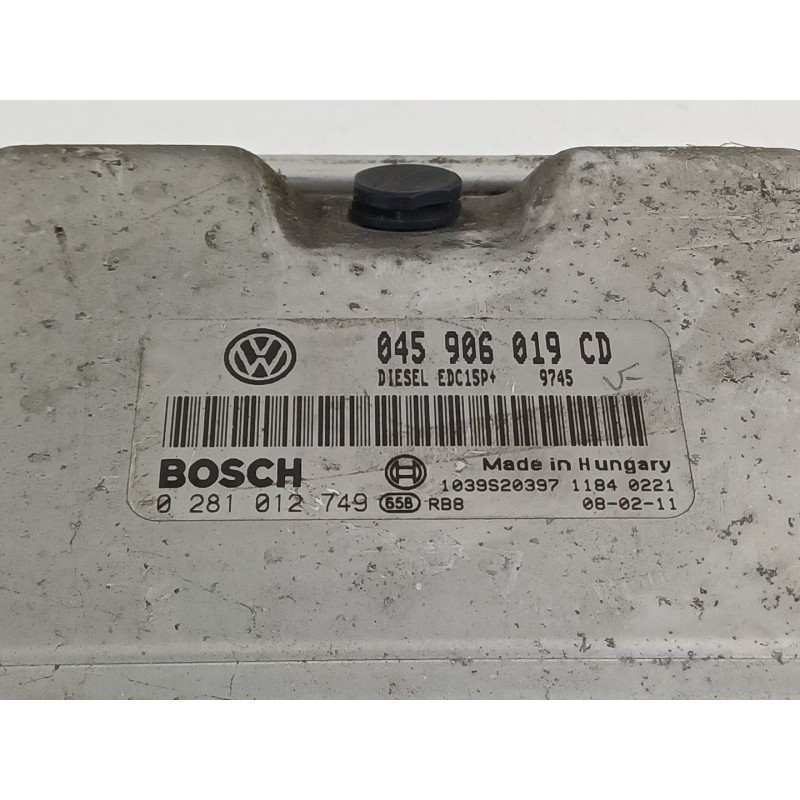 045 906 019 CD
DIESEL EDC15P+ 9745
BOSCH
Made in Hungary
1039S20397 1184 0221
0 281 012 749 65B RB8 08-02-11